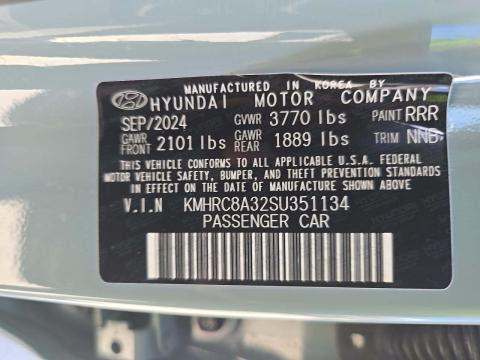 MANUFACTURED IN KOREA BY
HYUNDAI MOTOR COMPANY
SEP/2024 GVWR 3770 lbs PAINT RRR
GAWR FRONT 2101 lbs GAWR REAR 1889 lbs TRIM NNB
THIS VEHICLE CONFORMS TO ALL APPLICABLE U.S.A. FEDERAL
MOTOR VEHICLE SAFETY, BUMPER, AND THEFT PREVENTION STANDARDS
IN EFFECT ON THE DATE OF MANUFACTURE SHOWN ABOVE.
V.I.N KMHRC8A32SU351134
PASSENGER CAR